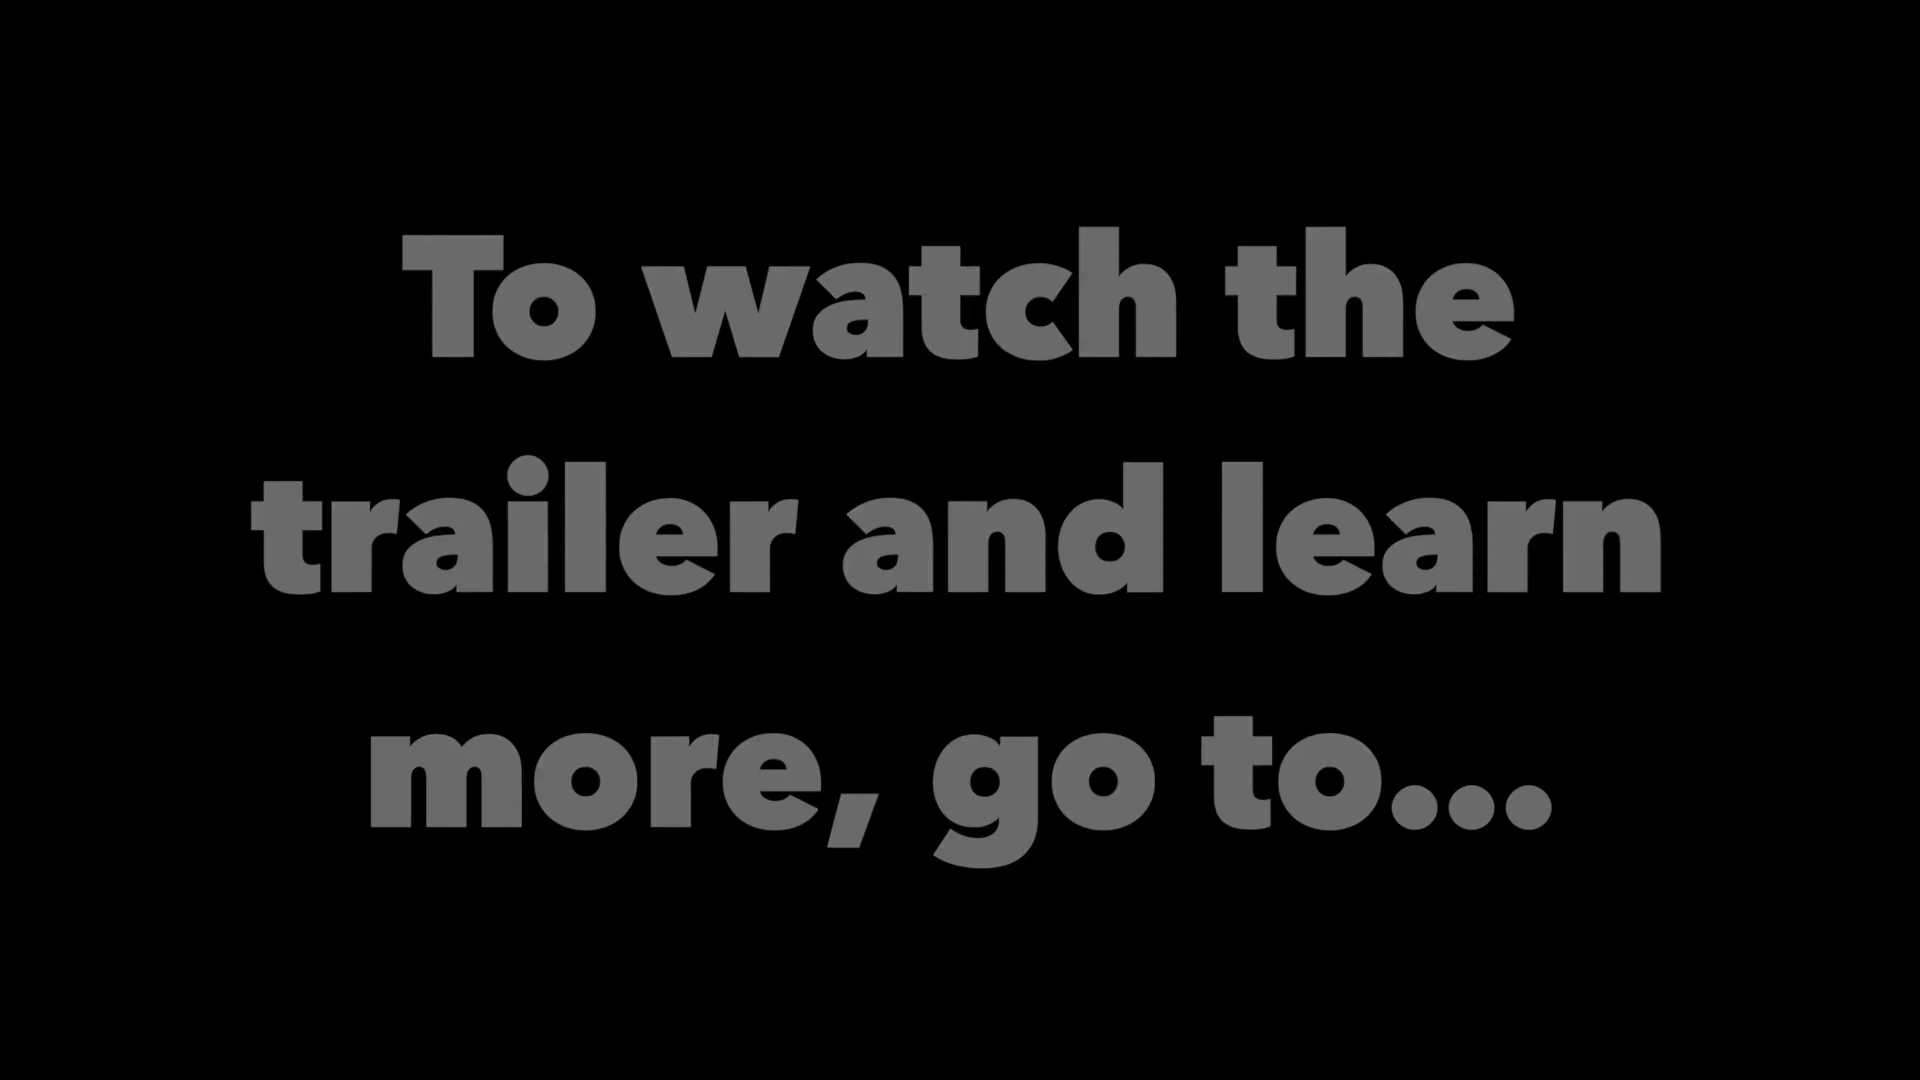 To watch the
trailer and learn
more, go to...